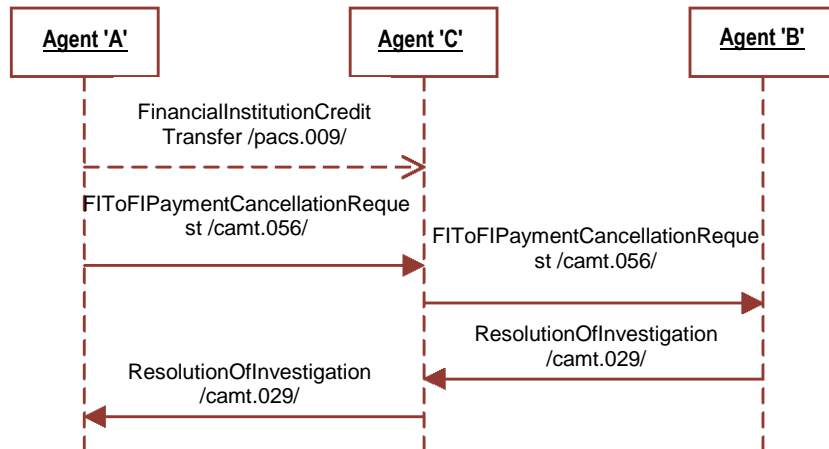 Agent 'A'
Agent 'C'
Agent 'B'
FinancialInstitutionCredit
Transfer /pacs.009/
FIToFIPaymentCancellationReque
st /camt.056/
FIToFIPaymentCancellationReque
st /camt.056/
ResolutionOfInvestigation
/camt.029/
ResolutionOfInvestigation
/camt.029/